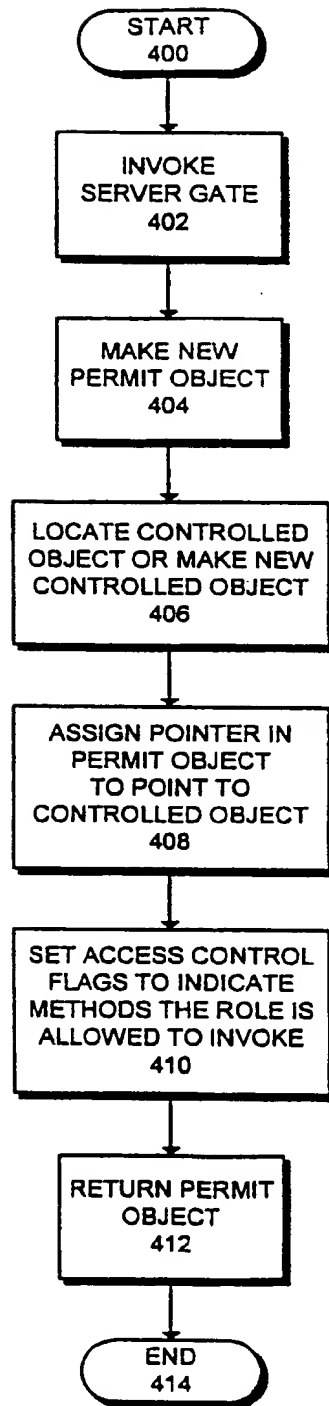 START
400
INVOKE
SERVER GATE
402
MAKE NEW
PERMIT OBJECT
404
LOCATE CONTROLLED
OBJECT OR MAKE NEW
CONTROLLED OBJECT
406
ASSIGN POINTER IN
PERMIT OBJECT
TO POINT TO
CONTROLLED OBJECT
408
SET ACCESS CONTROL
FLAGS TO INDICATE
METHODS THE ROLE IS
ALLOWED TO INVOKE
410
RETURN PERMIT
OBJECT
412
END
414